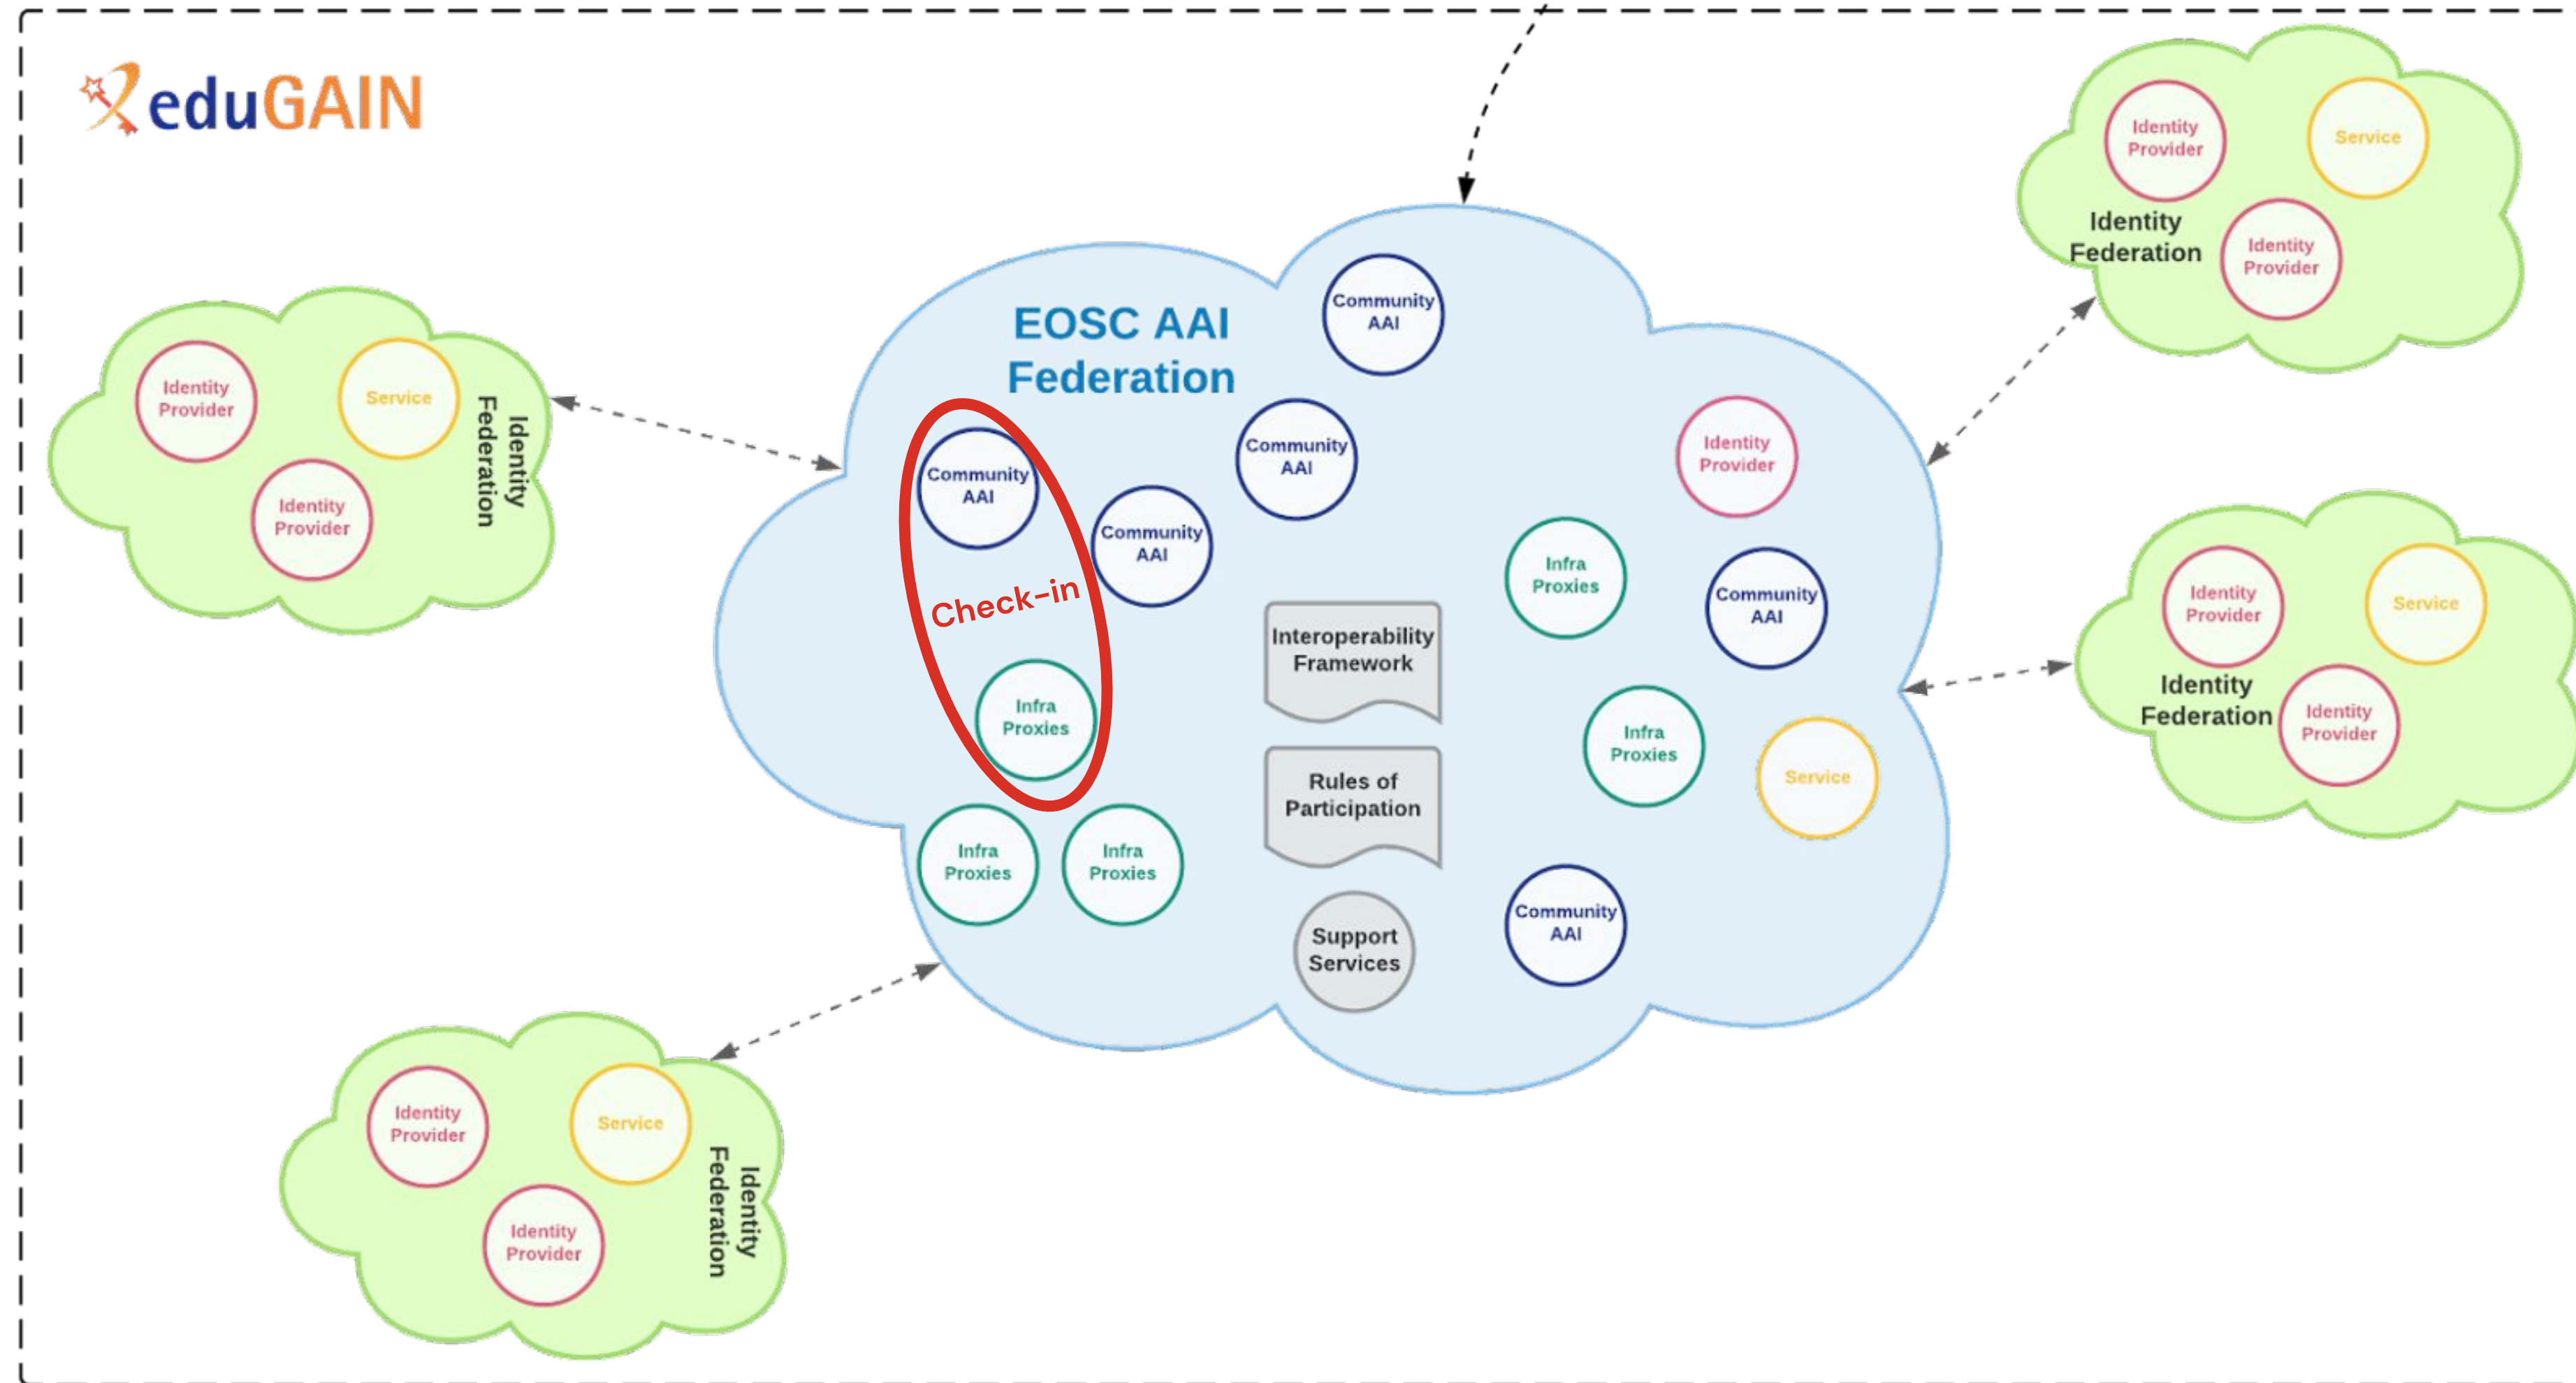 eduGAIN
Identity
Provider
Service
Identity
Provider
Identity
Federation
EOSC AAI
Federation
Community
AAI
Community
AAI
Community
AAI
Community
AAI
Check-in
Infra
Proxies
Infra
Proxies
Infra
Proxies
Interoperability
Framework
Rules of
Participation
Support
Services
Identity
Provider
Infra
Proxies
Community
AAI
Infra
Proxies
Service
Community
AAI
Identity
Provider
Service
Identity
Federation
Identity
Provider
Identity
Provider
Service
Identity
Federation
Identity
Provider
Identity
Provider
Service
Identity
Provider
Identity
Federation